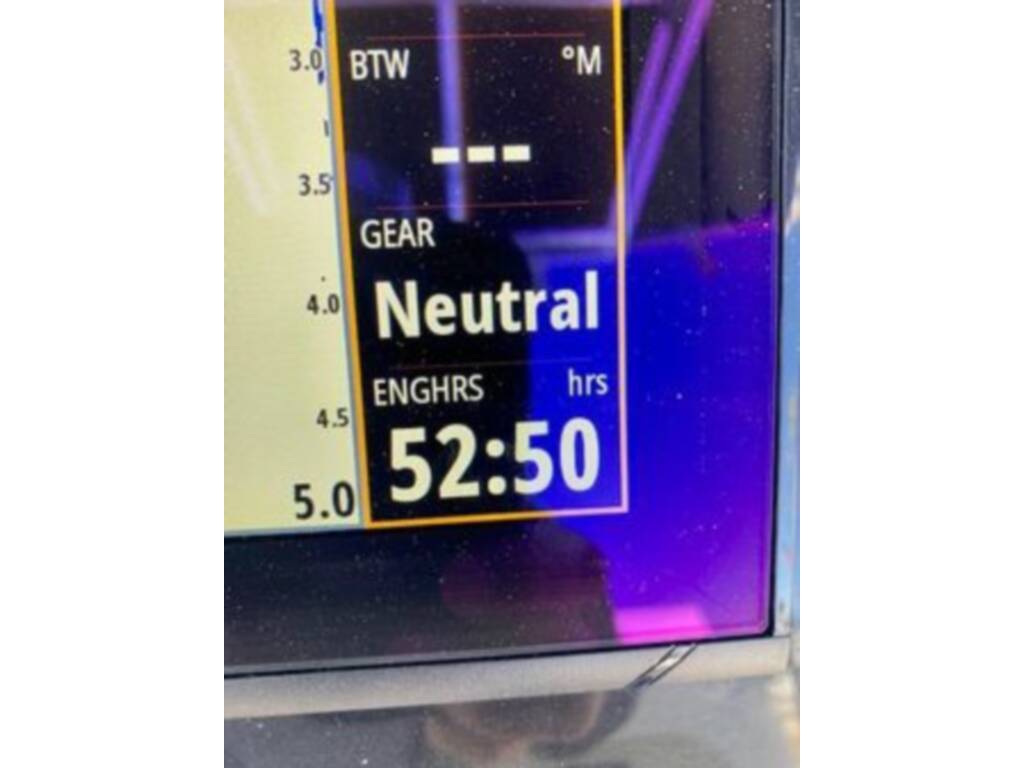 3.0
BTW °M
---
3.5
GEAR
4.0
Neutral
ENGHRS hrs
4.5
52:50
5.0